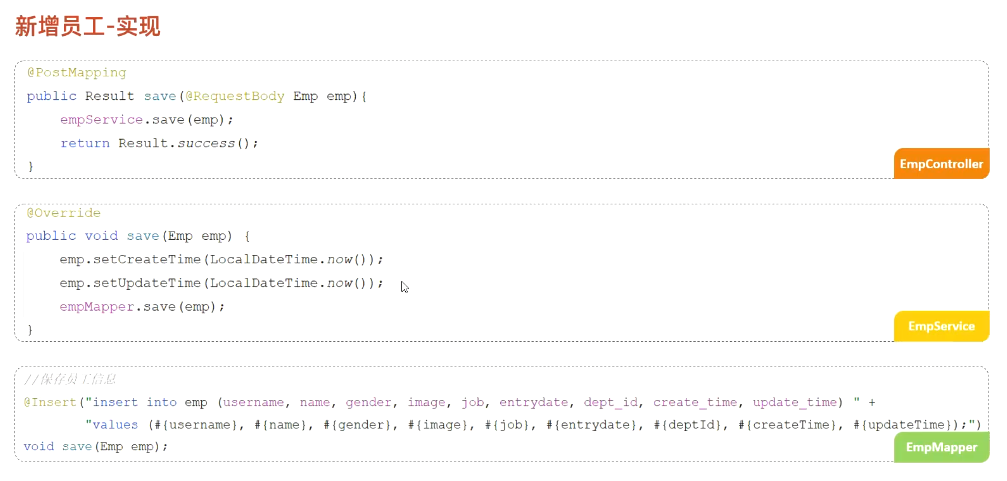 新增员工-实现
@PostMapping
public Result save(@RequestBody Emp emp){
empService.save(emp);
return Result.success();
}
EmpController
@Override
public void save(Emp emp) {
emp.setCreateTime(LocalDateTime.now());
emp.setUpdateTime(LocalDateTime.now());
empMapper.save(emp);
}
EmpService
//保存员工信息
@Insert("insert into emp (username, name, gender, image, job, entrydate, dept_id, create_time, update_time) " +
"values (#{username}, #{name}, #{gender}, #{image}, #{job}, #{entrydate}, #{deptId}, #{createTime}, #{updateTime});")
void save(Emp emp);
EmpMapper